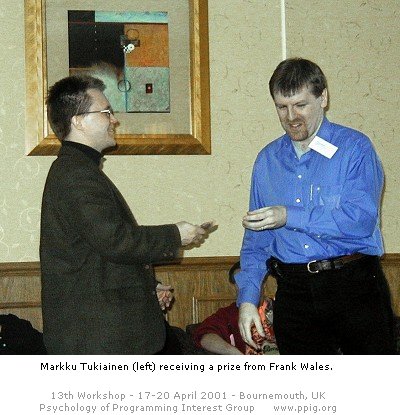 Markku Tukiainen (left) receiving a prize from Frank Wales.
13th Workshop - 17-20 April 2001 - Bournemouth, UK
Psychology of Programming Interest Group www.ppig.org